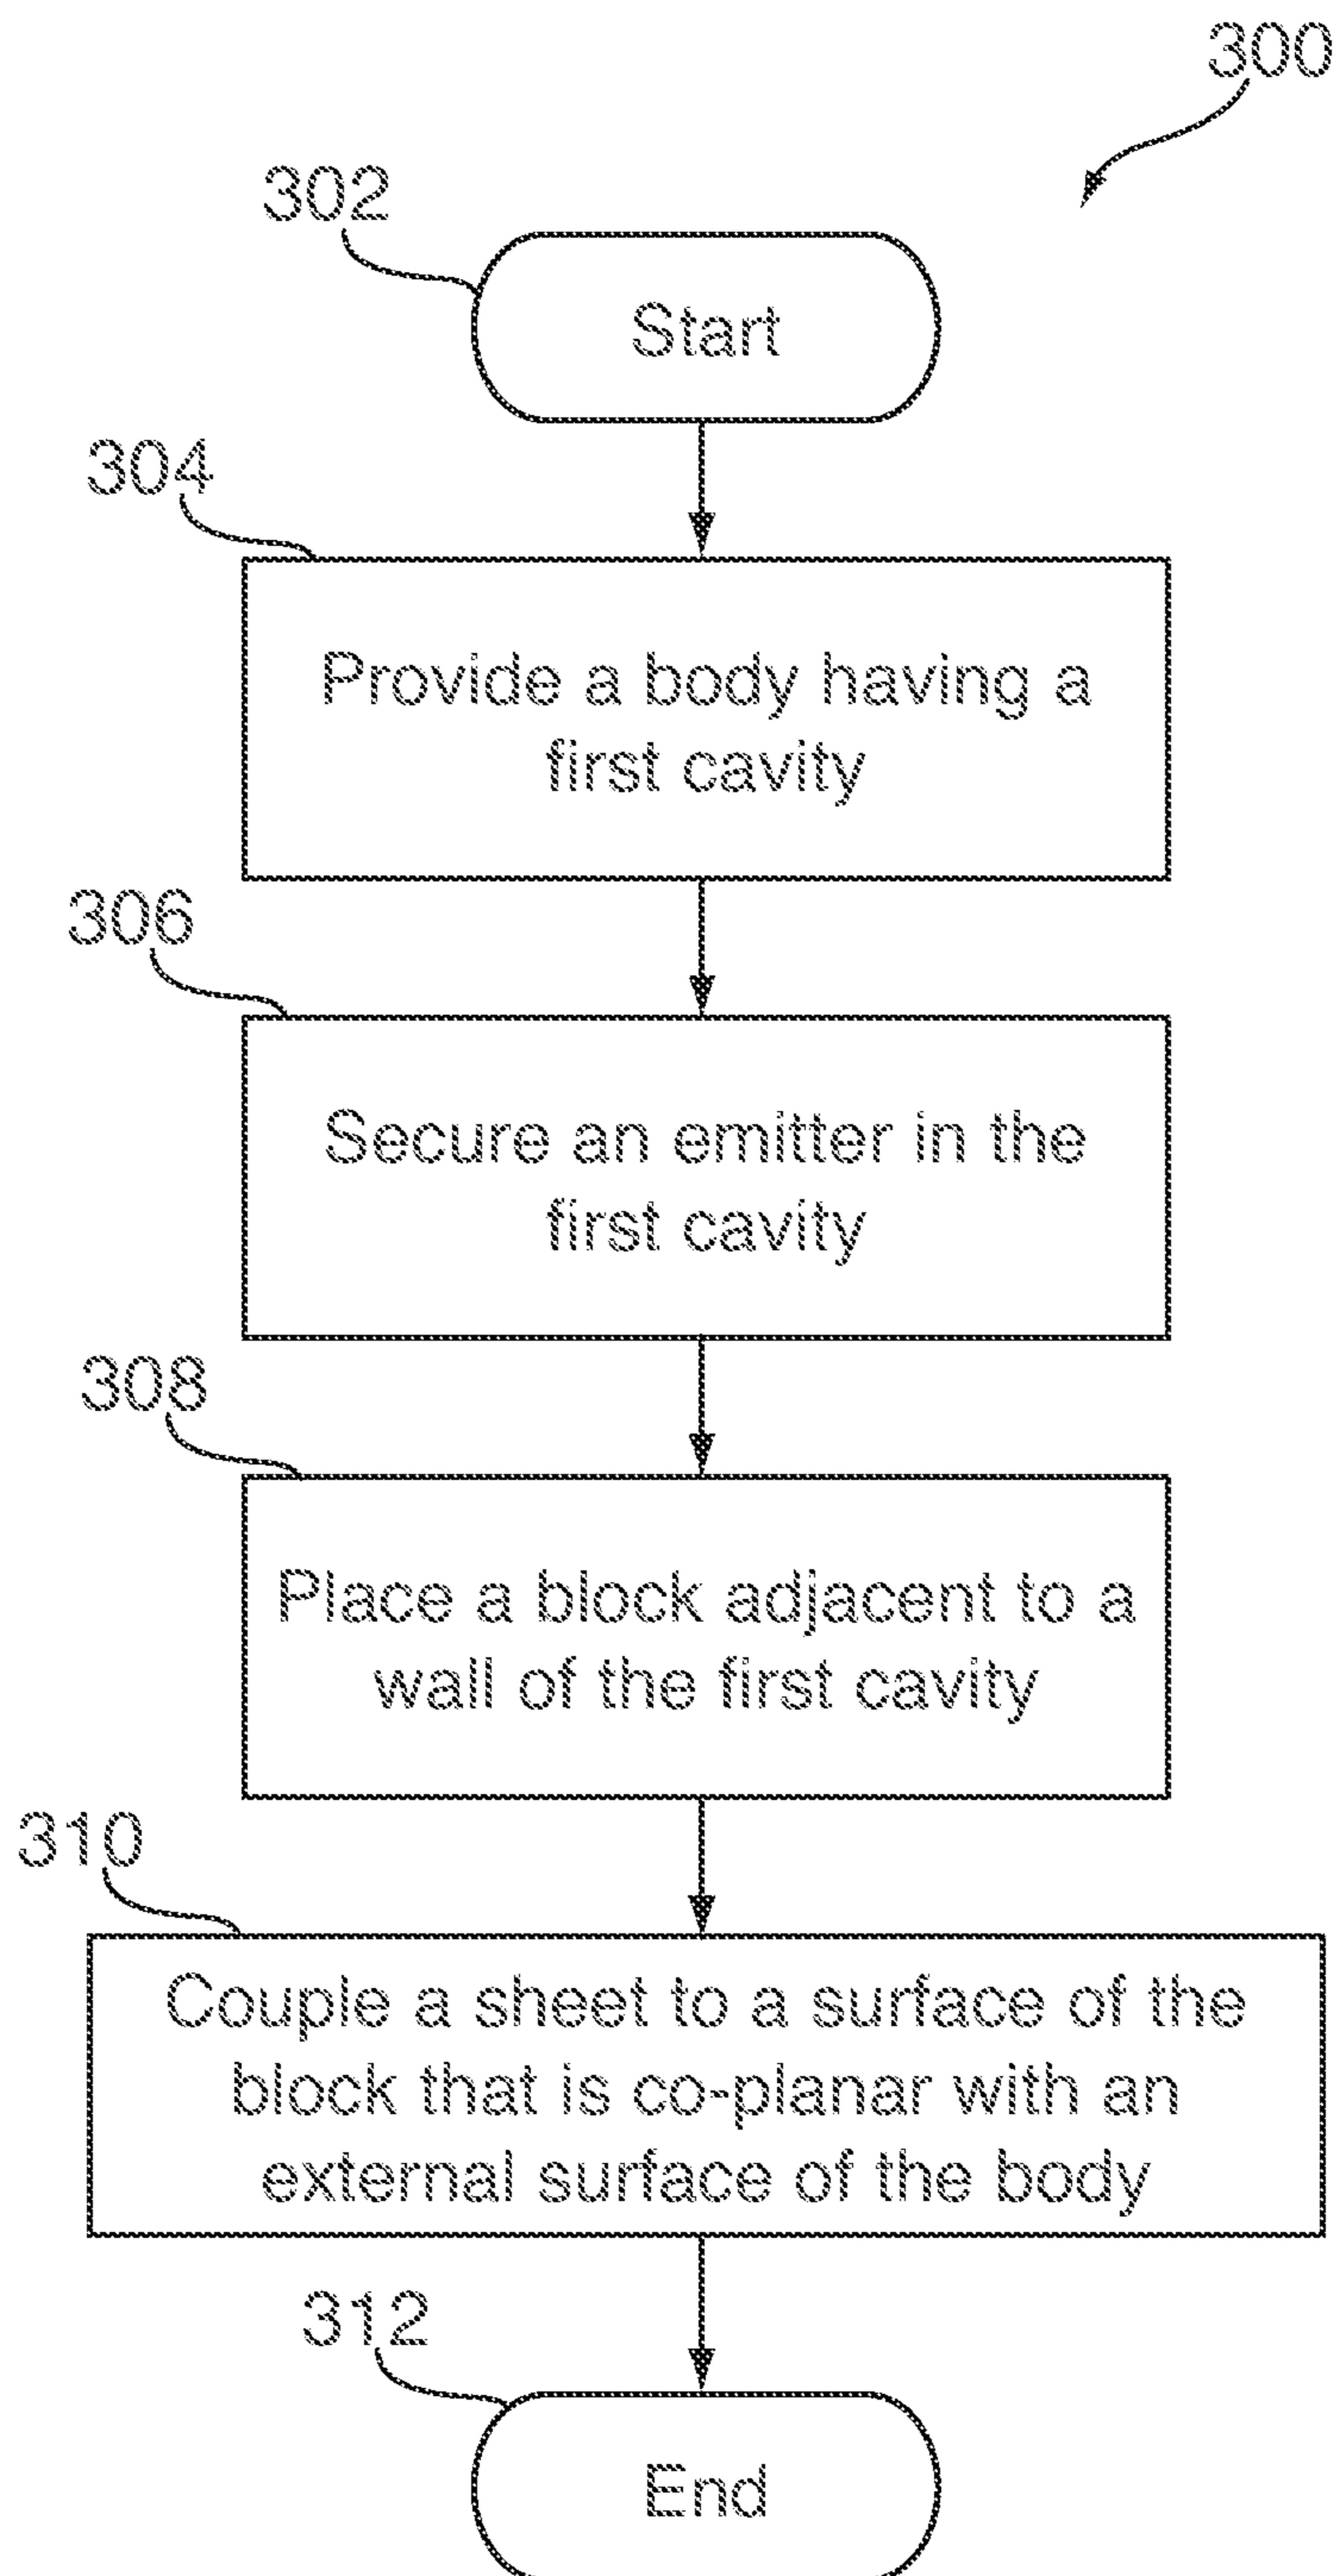 300
302
Start
304
Provide a body having a
first cavity
306
Secure an emitter in the
first cavity
308
Place a block adjacent to a
wall of the first cavity
310
Couple a sheet to a surface of the
block that is co-planar with an
external surface of the body
312
End